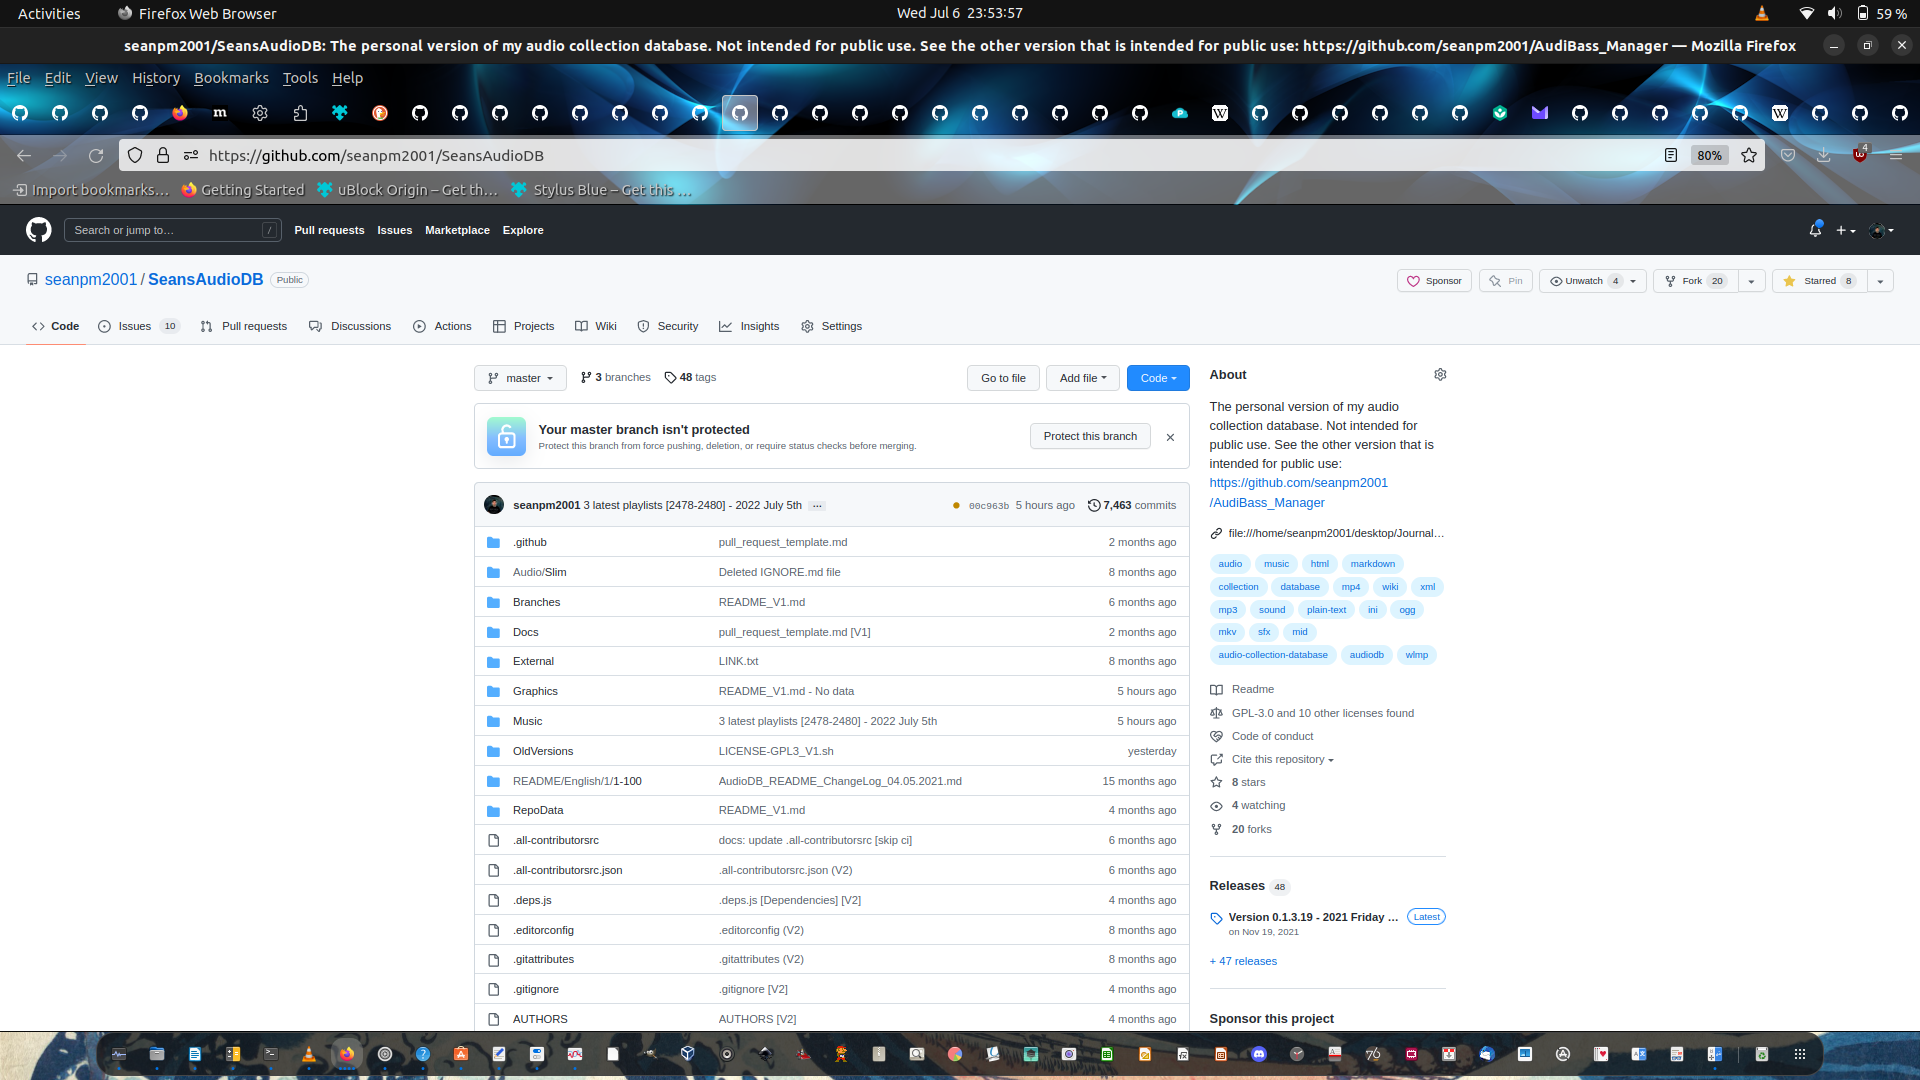 Activities
Firefox Web Browser
Wed Jul 6 23:53:57
59 %
seanpm2001/SeansAudioDB: The personal version of my audio collection database. Not intended for public use. See the other version that is intended for public use: https://github.com/seanpm2001/AudiBass_Manager — Mozilla Firefox
File Edit View History Bookmarks Tools Help
https://github.com/seanpm2001/SeansAudioDB
80%
4
Import bookmarks…
Getting Started
uBlock Origin – Get th…
Stylus Blue – Get this …
Search or jump to…
/
Pull requests
Issues
Marketplace
Explore
seanpm2001 / SeansAudioDB
Public
Sponsor
Pin
Unwatch 4
Fork 20
Starred 8
Code
Issues 10
Pull requests
Discussions
Actions
Projects
Wiki
Security
Insights
Settings
master
3 branches
48 tags
Go to file
Add file
Code
Your master branch isn't protected
Protect this branch from force pushing, deletion, or require status checks before merging.
Protect this branch
seanpm2001 3 latest playlists [2478-2480] - 2022 July 5th …
00c963b 5 hours ago
7,463 commits
.github pull_request_template.md 2 months ago
Audio/Slim Deleted IGNORE.md file 8 months ago
Branches README_V1.md 6 months ago
Docs pull_request_template.md [V1] 2 months ago
External LINK.txt 8 months ago
Graphics README_V1.md - No data 5 hours ago
Music 3 latest playlists [2478-2480] - 2022 July 5th 5 hours ago
OldVersions LICENSE-GPL3_V1.sh yesterday
README/English/1/1-100 AudioDB_README_ChangeLog_04.05.2021.md 15 months ago
RepoData README_V1.md 4 months ago
.all-contributorsrc docs: update .all-contributorsrc [skip ci] 6 months ago
.all-contributorsrc.json .all-contributorsrc.json (V2) 6 months ago
.deps.js .deps.js [Dependencies] [V2] 4 months ago
.editorconfig .editorconfig (V2) 8 months ago
.gitattributes .gitattributes (V2) 8 months ago
.gitignore .gitignore [V2] 4 months ago
AUTHORS AUTHORS [V2] 4 months ago
About
The personal version of my audio
collection database. Not intended for
public use. See the other version that is
intended for public use:
https://github.com/seanpm2001
/AudiBass_Manager
file:///home/seanpm2001/desktop/Journal…
audio music html markdown
collection database mp4 wiki xml
mp3 sound plain-text ini ogg
mkv sfx mid
audio-collection-database audiodb wlmp
Readme
GPL-3.0 and 10 other licenses found
Code of conduct
Cite this repository
8 stars
4 watching
20 forks
Releases 48
Version 0.1.3.19 - 2021 Friday …
Latest
on Nov 19, 2021
+ 47 releases
Sponsor this project